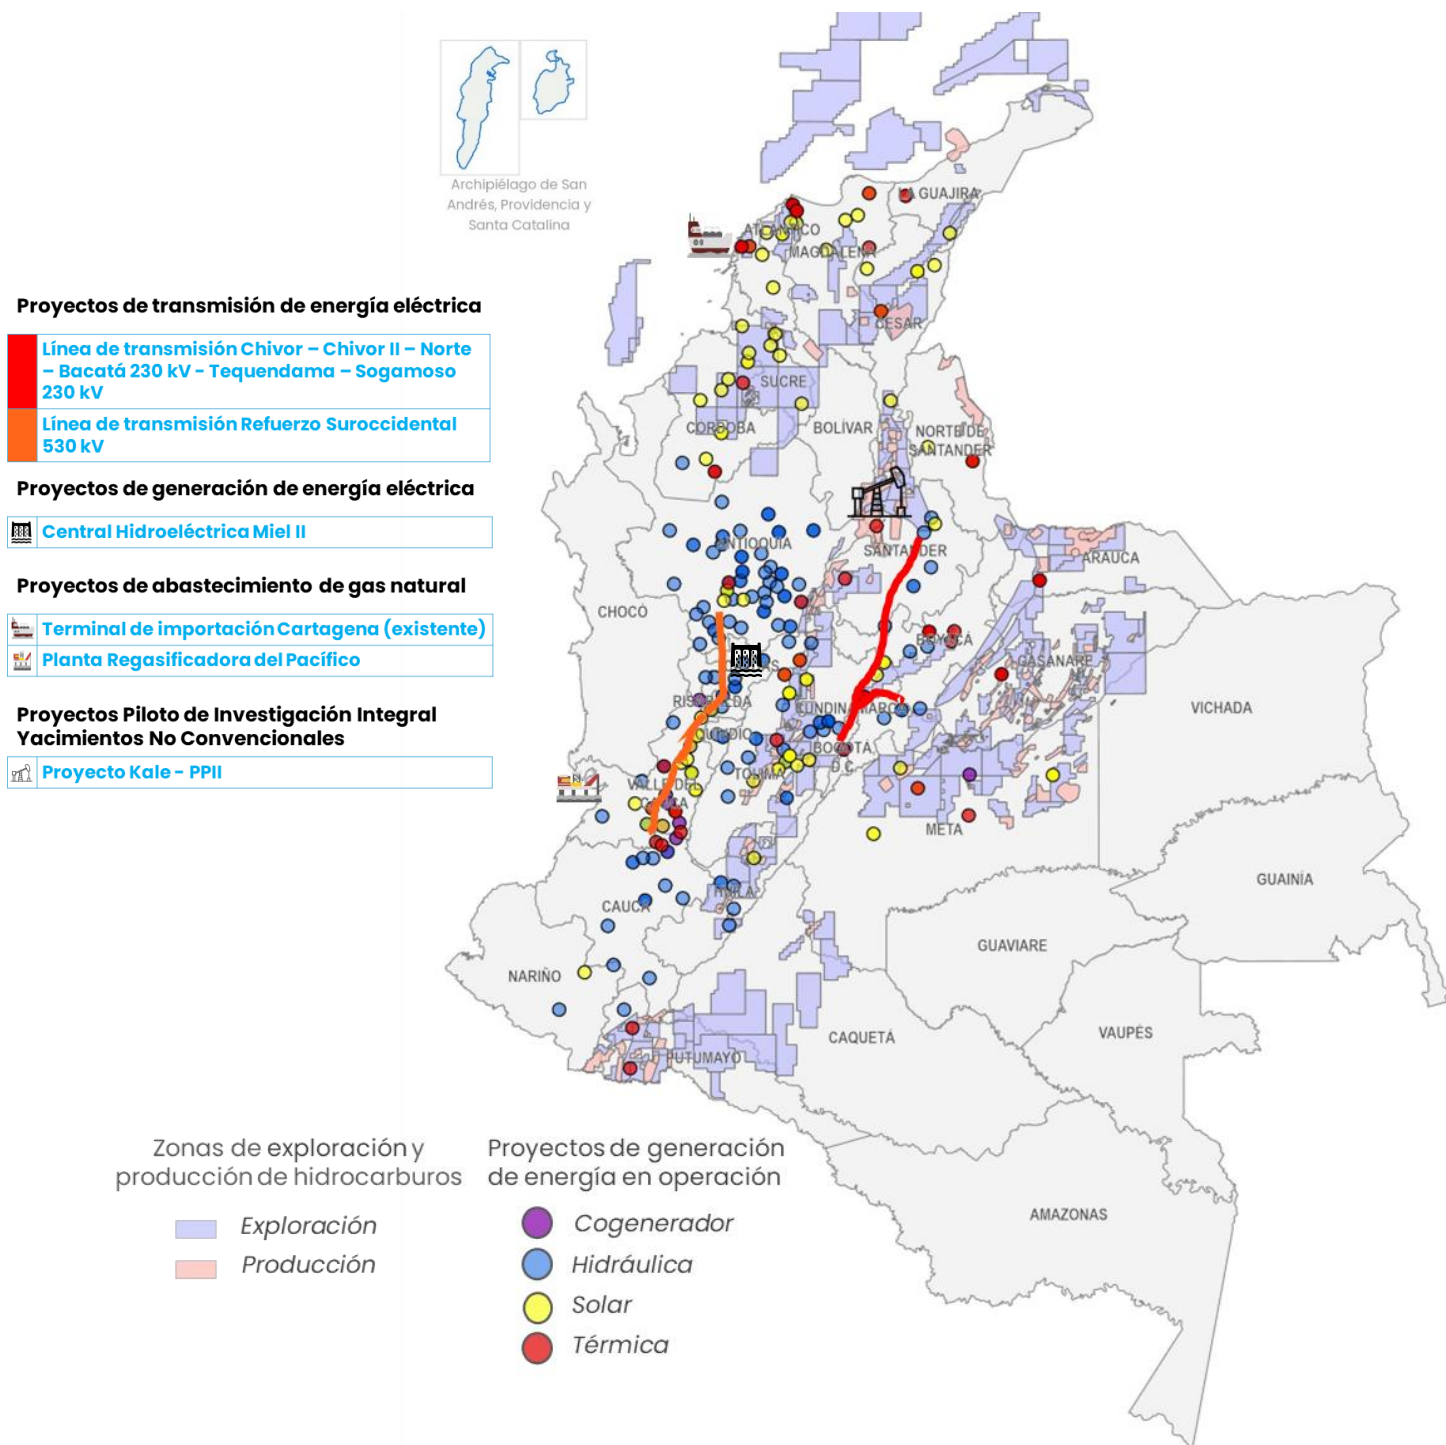 Archipiélago de San
Andrés, Providencia y
Santa Catalina
Proyectos de transmisión de energía eléctrica
Línea de transmisión Chivor – Chivor II – Norte
– Bacatá 230 kV - Tequendama – Sogamoso
230 kV
Línea de transmisión Refuerzo Suroccidental
530 kV
Proyectos de generación de energía eléctrica
Central Hidroeléctrica Miel II
Proyectos de abastecimiento de gas natural
Terminal de importación Cartagena (existente)
Planta Regasificadora del Pacífico
Proyectos Piloto de Investigación Integral
Yacimientos No Convencionales
Proyecto Kale - PPII
LA GUAJIRA
ATLÁNTICO
MAGDALENA
CESAR
SUCRE
CÓRDOBA
BOLÍVAR
NORTE DE
SANTANDER
ANTIOQUIA
SANTANDER
ARAUCA
CHOCÓ
BOYACÁ
CASANARE
RISARALDA
CUNDINAMARCA
VICHADA
QUINDÍO
BOGOTÁ
D.C.
TOLIMA
VALLE DEL
CAUCA
META
GUAINÍA
HUILA
CAUCA
GUAVIARE
NARIÑO
VAUPÉS
CAQUETÁ
PUTUMAYO
AMAZONAS
Zonas de exploración y
producción de hidrocarburos
Exploración
Producción
Proyectos de generación
de energía en operación
Cogenerador
Hidráulica
Solar
Térmica